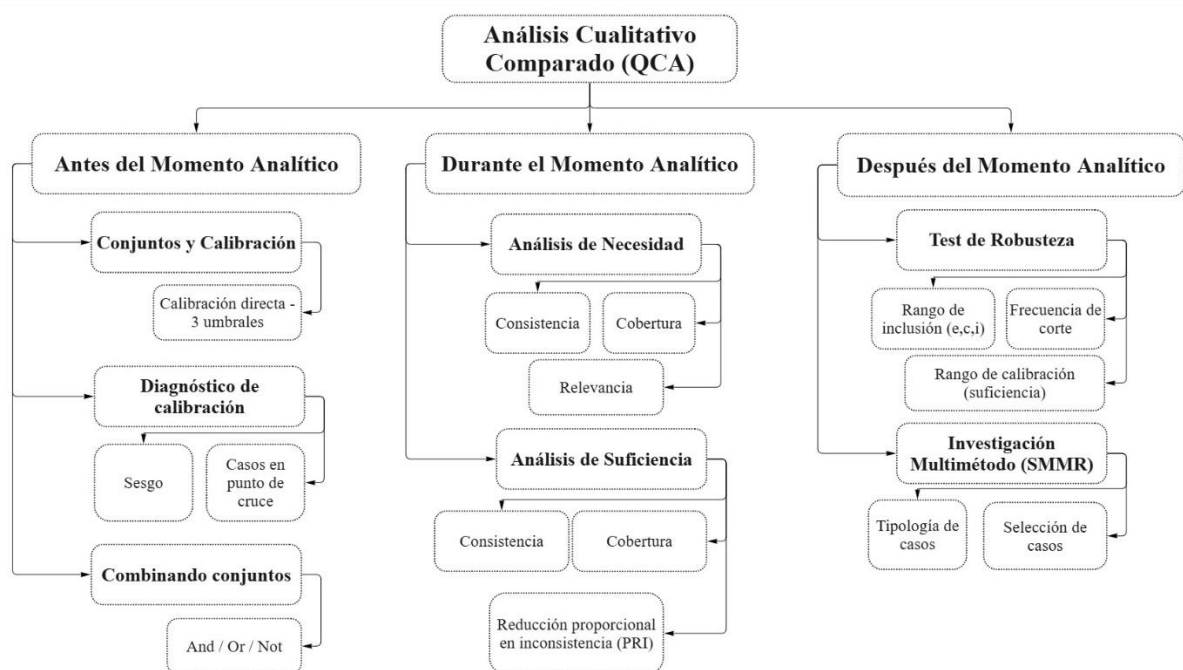 Análisis Cualitativo
Comparado (QCA)
Antes del Momento Analítico
Conjuntos y Calibración
Calibración directa -
3 umbrales
Diagnóstico de
calibración
Sesgo
Casos en
punto de
cruce
Combinando conjuntos
And / Or / Not
Durante el Momento Analítico
Análisis de Necesidad
Consistencia
Cobertura
Relevancia
Análisis de Suficiencia
Consistencia
Cobertura
Reducción proporcional
en inconsistencia (PRI)
Después del Momento Analítico
Test de Robusteza
Rango de
inclusión (e,c,i)
Frecuencia de
corte
Rango de calibración
(suficiencia)
Investigación
Multimétodo (SMMR)
Tipología de
casos
Selección de
casos